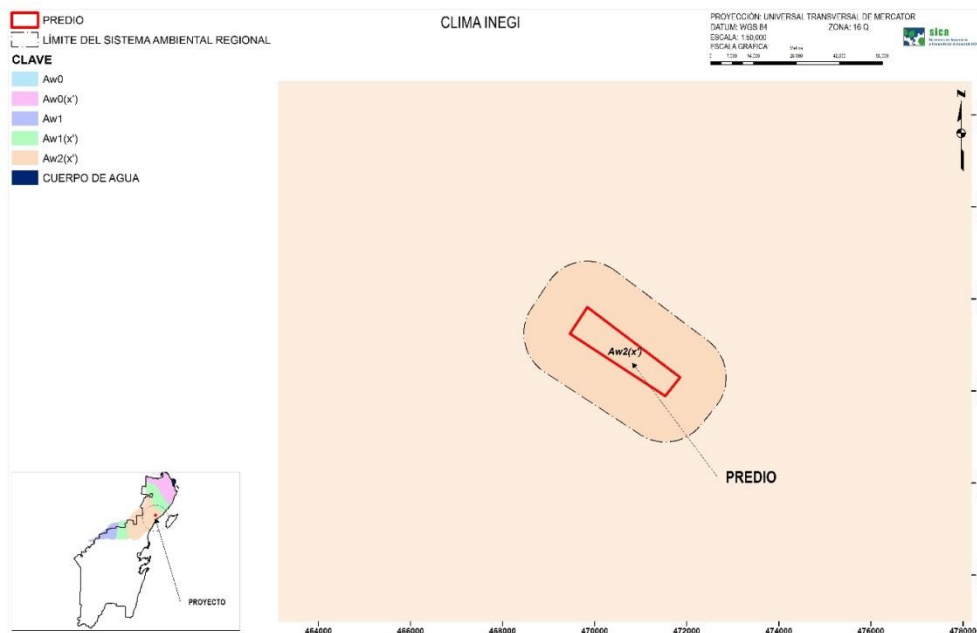 PREDIO
LÍMITE DEL SISTEMA AMBIENTAL REGIONAL
CLAVE
Aw0
Aw0(x')
Aw1
Aw1(x')
Aw2(x')
CUERPO DE AGUA
CLIMA INEGI
PROYECCIÓN: UNIVERSAL TRANSVERSAL DE MERCATOR
DATUM: WGS 84 ZONA: 16 Q
ESCALA: 1:50,000
ESCALA GRAFICA
sica
Z
Aw2(x')
PREDIO
PROYECTO
464000 466000 468000 470000 472000 474000 476000 478000